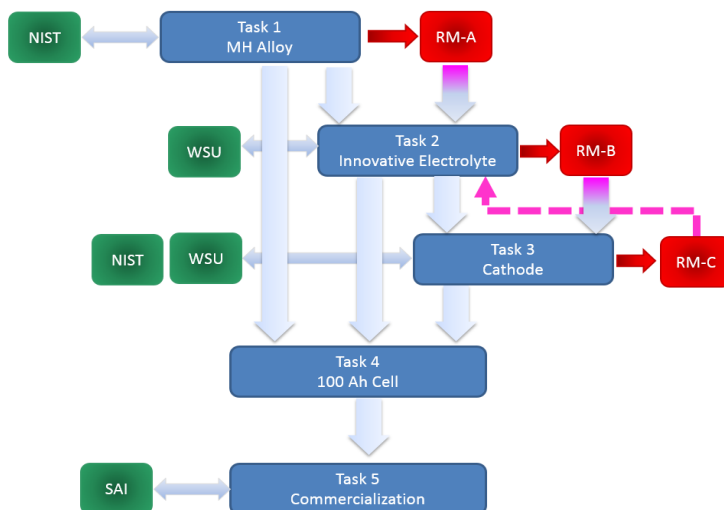 NIST
Task 1
MH Alloy
RM-A
WSU
Task 2
Innovative Electrolyte
RM-B
NIST
WSU
Task 3
Cathode
RM-C
Task 4
100 Ah Cell
SAI
Task 5
Commercialization